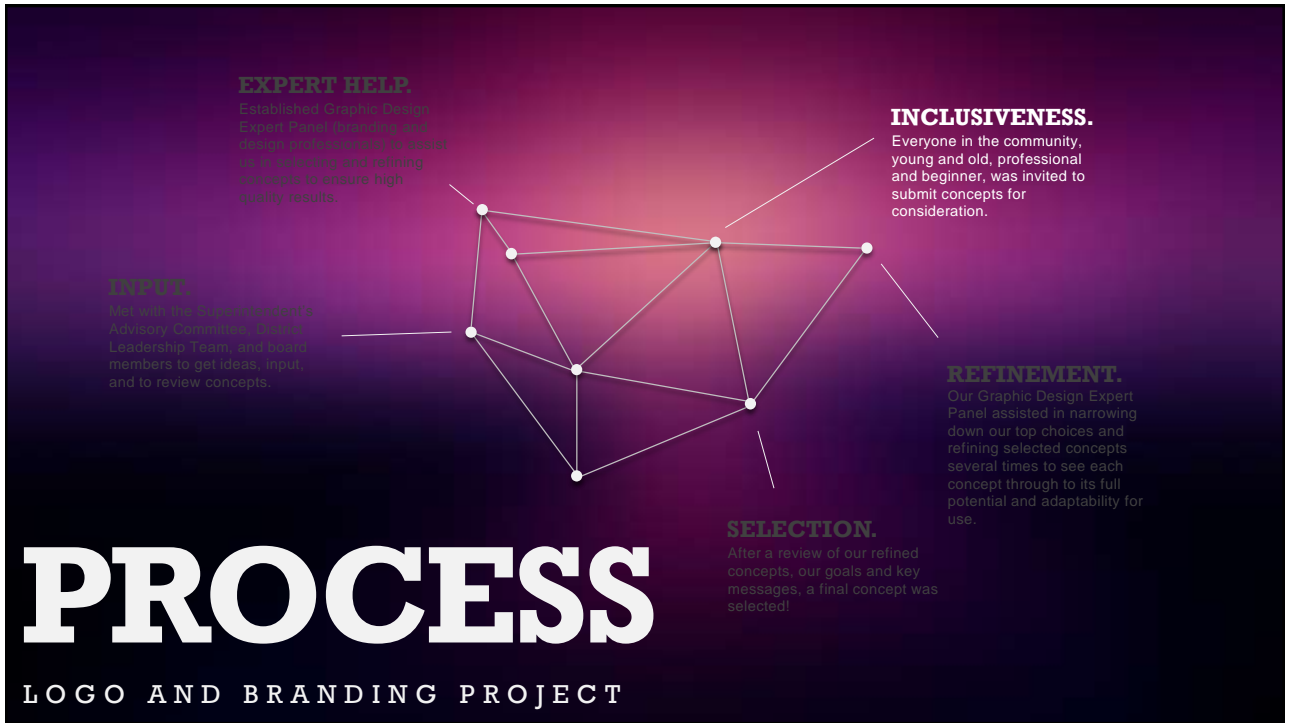 EXPERT HELP.
Established Graphic Design
Expert Panel (branding and
design professionals) to assist
us in selecting and refining
concepts to ensure high
quality results.
INCLUSIVENESS.
Everyone in the community,
young and old, professional
and beginner, was invited to
submit concepts for
consideration.
INPUT.
Met with the Superintendent's
Advisory Committee, District
Leadership Team, and board
members to get ideas, input,
and to review concepts.
REFINEMENT.
Our Graphic Design Expert
Panel assisted in narrowing
down our top choices and
refining selected concepts
several times to see each
concept through to its full
potential and adaptability for
use.
SELECTION.
After a review of our refined
concepts, our goals and key
messages, a final concept was
selected!
PROCESS
LOGO AND BRANDING PROJECT